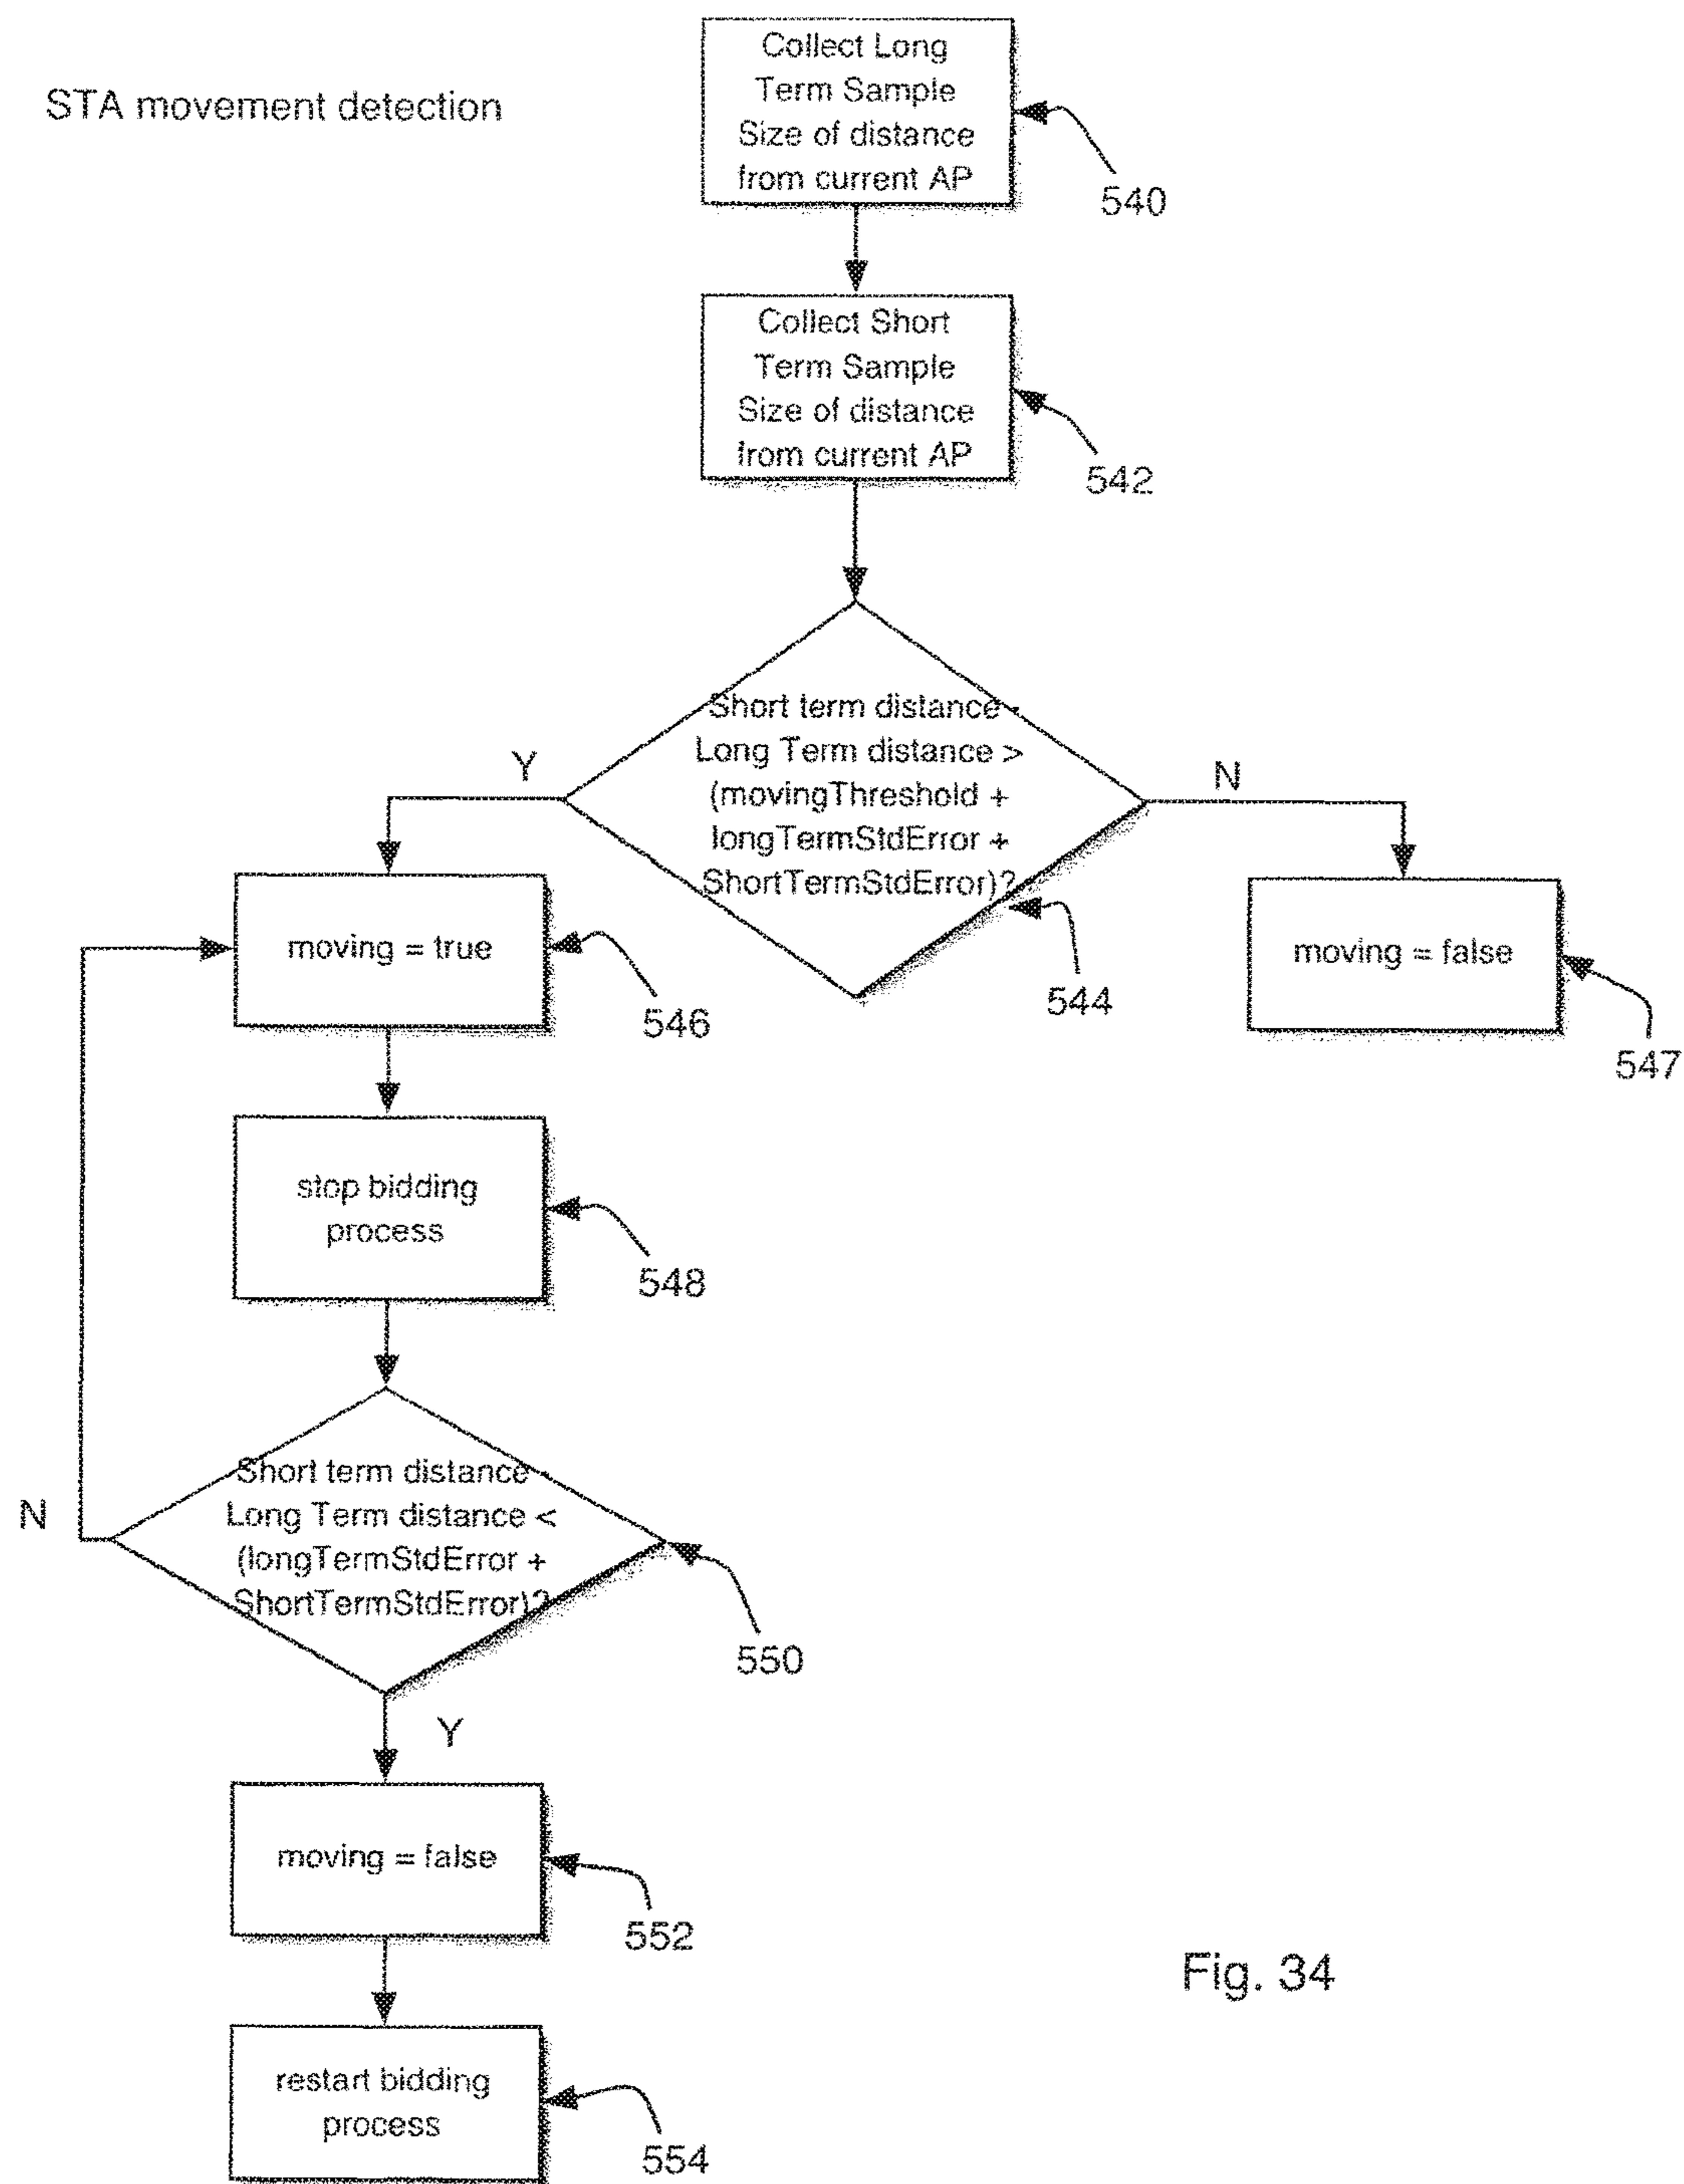 STA movement detection
Collect Long
Term Sample
Size of distance
from current AP
540
Collect Short
Term Sample
Size of distance
from current AP
542
Short term distance -
Long Term distance >
(movingThreshold +
longTermStdError +
ShortTermStdError)?
Y
N
544
moving = true
546
moving = false
547
stop bidding
process
548
Short term distance -
Long Term distance <
(longTermStdError +
ShortTermStdError)?
N
550
Y
moving = false
552
restart bidding
process
554
Fig. 34